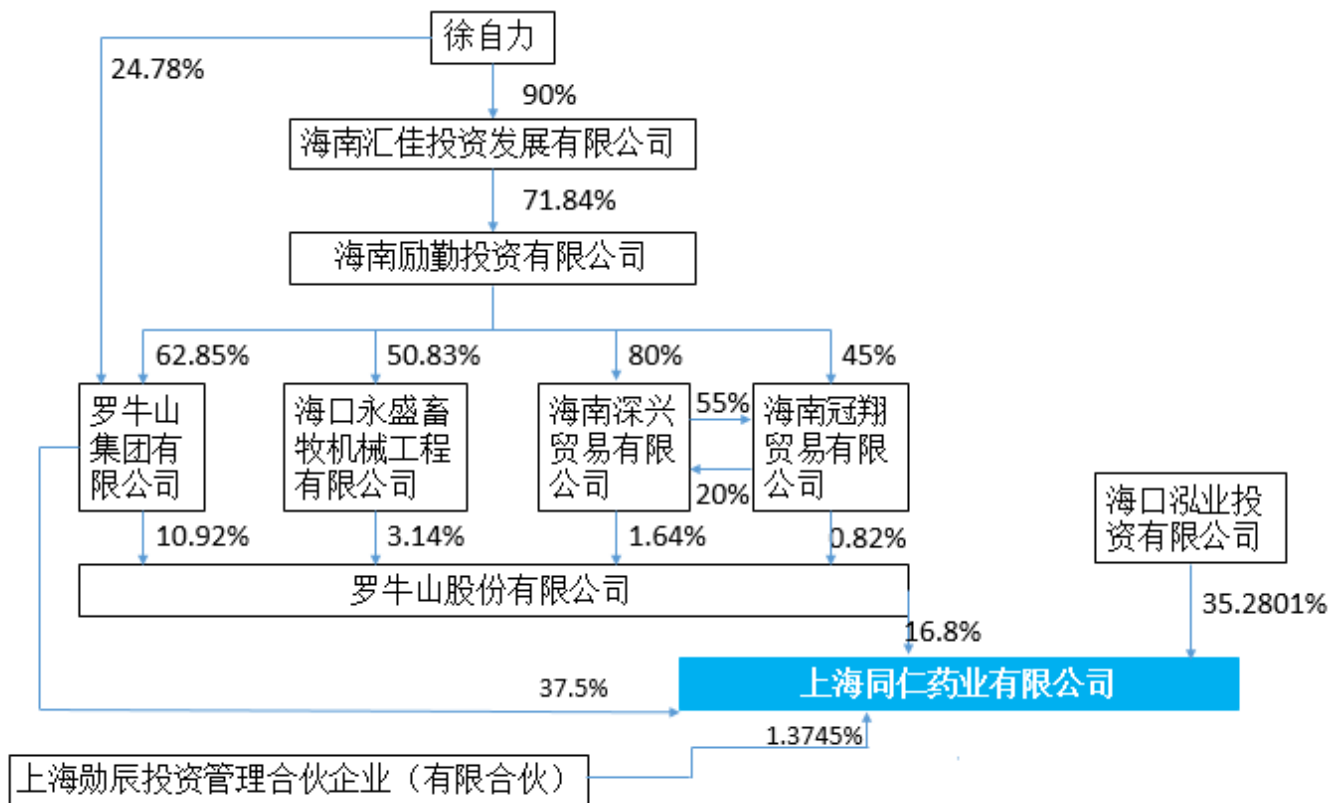 徐自力
24.78%
90%
海南汇佳投资发展有限公司
71.84%
海南励勤投资有限公司
62.85%
50.83%
80%
45%
罗牛山
集团有
限公司
海口永盛畜
牧机械工程
有限公司
海南深兴
贸易有限
公司
55%
20%
海南冠翔
贸易有限
公司
海口泓业投
资有限公司
10.92%
3.14%
1.64%
0.82%
罗牛山股份有限公司
35.2801%
16.8%
上海同仁药业有限公司
37.5%
1.3745%
上海勋辰投资管理合伙企业（有限合伙）